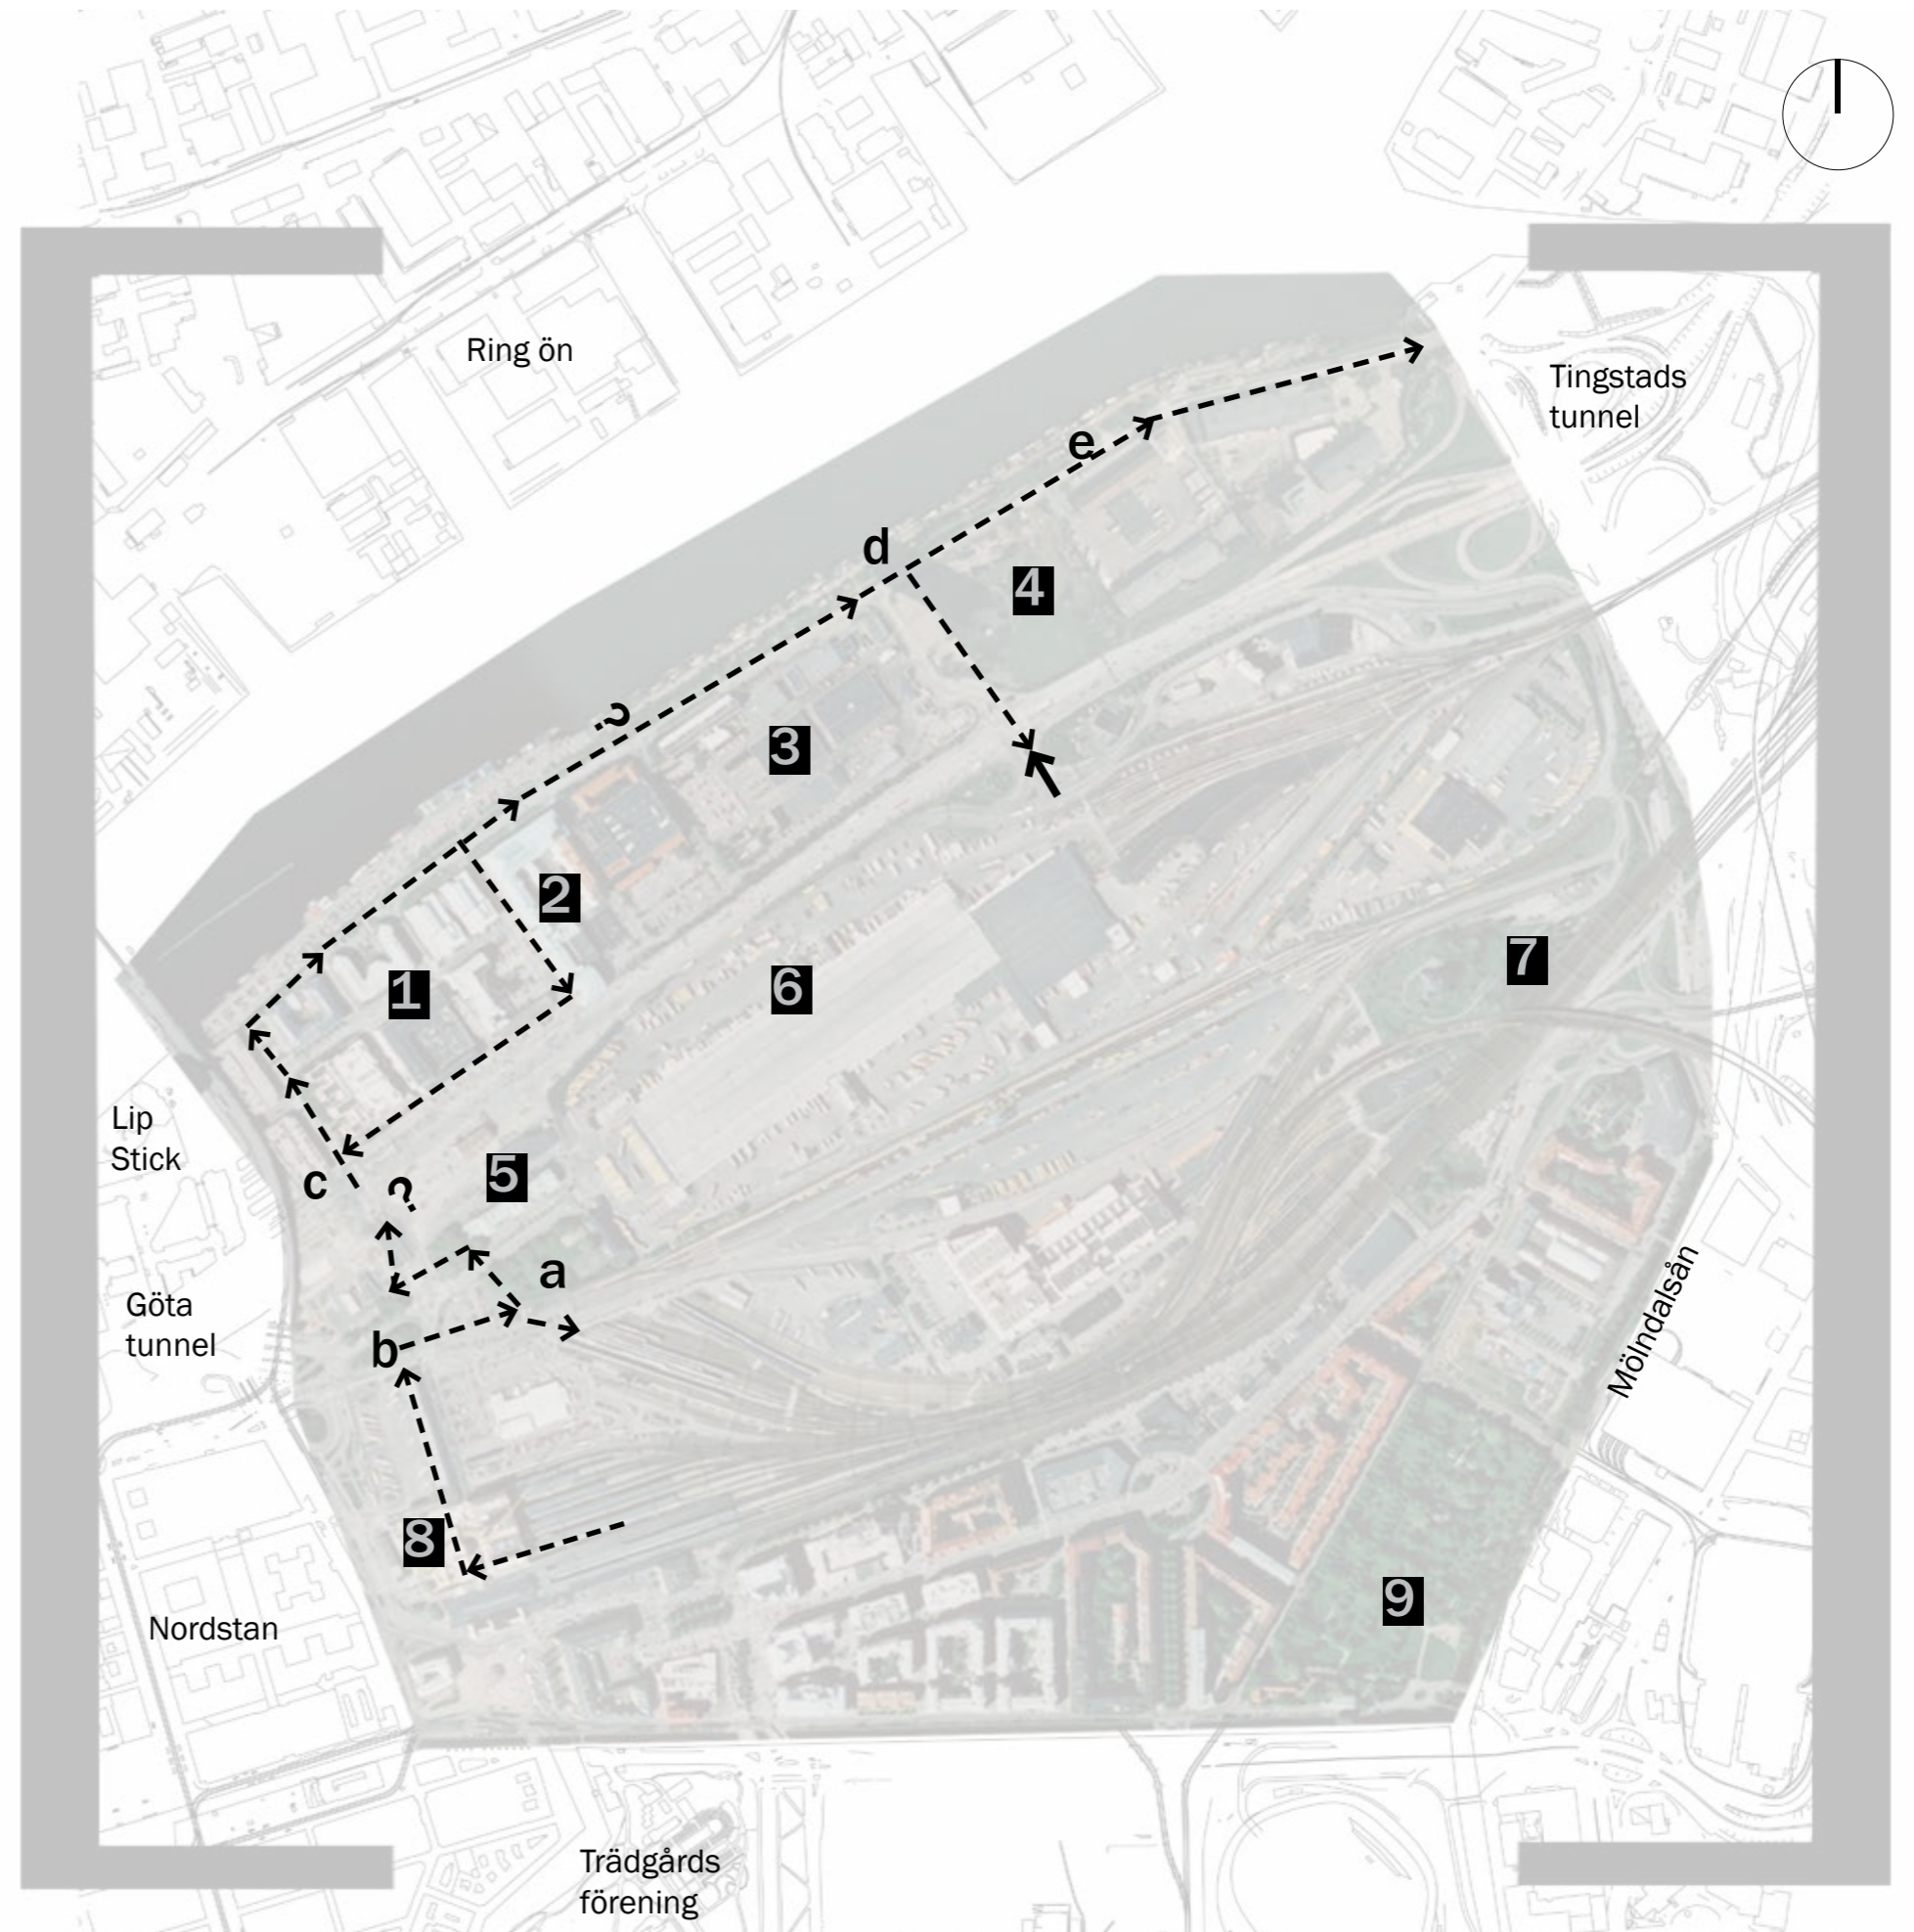 Ring ön
Tingstads
tunnel
e
d
4
?
3
2
7
1
6
Lip
Stick
c
?
5
a
Göta
tunnel
b
Mölndalsån
8
9
Nordstan
Trädgårds
förening